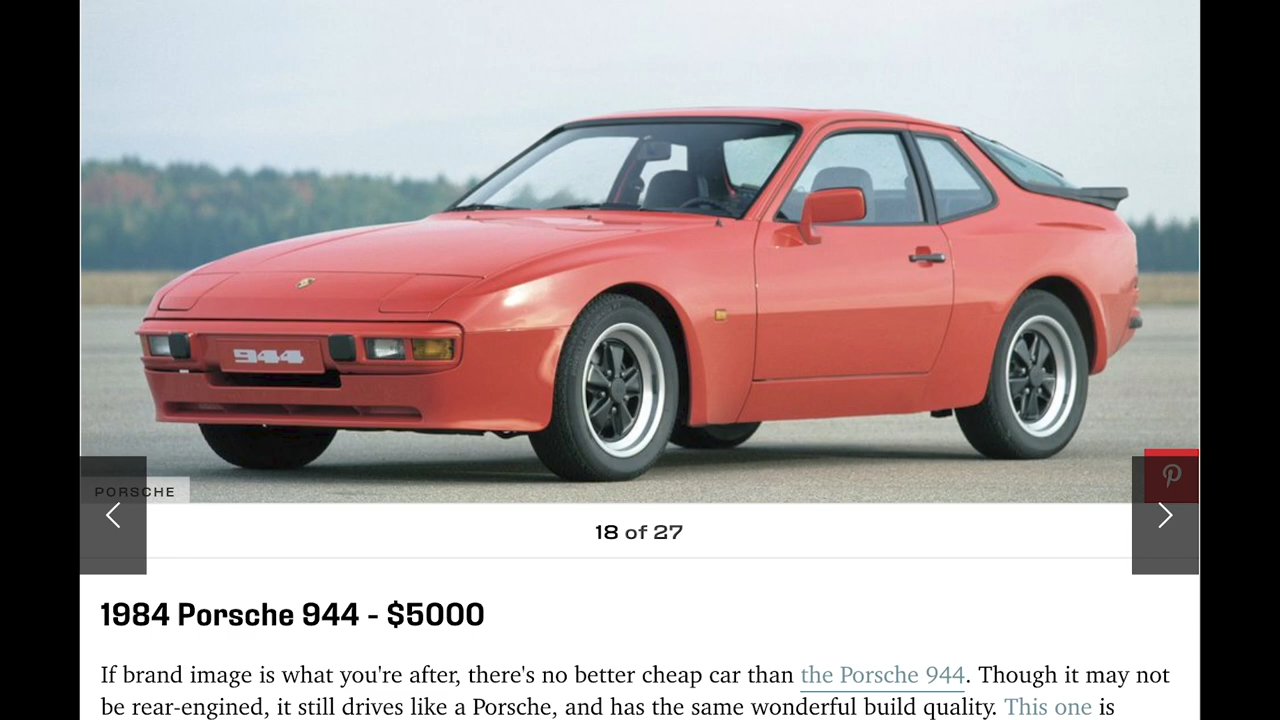 944
PORSCHE
18 of 27
1984 Porsche 944 - $5000
If brand image is what you're after, there's no better cheap car than the Porsche 944. Though it may not
be rear-engined, it still drives like a Porsche, and has the same wonderful build quality. This one is